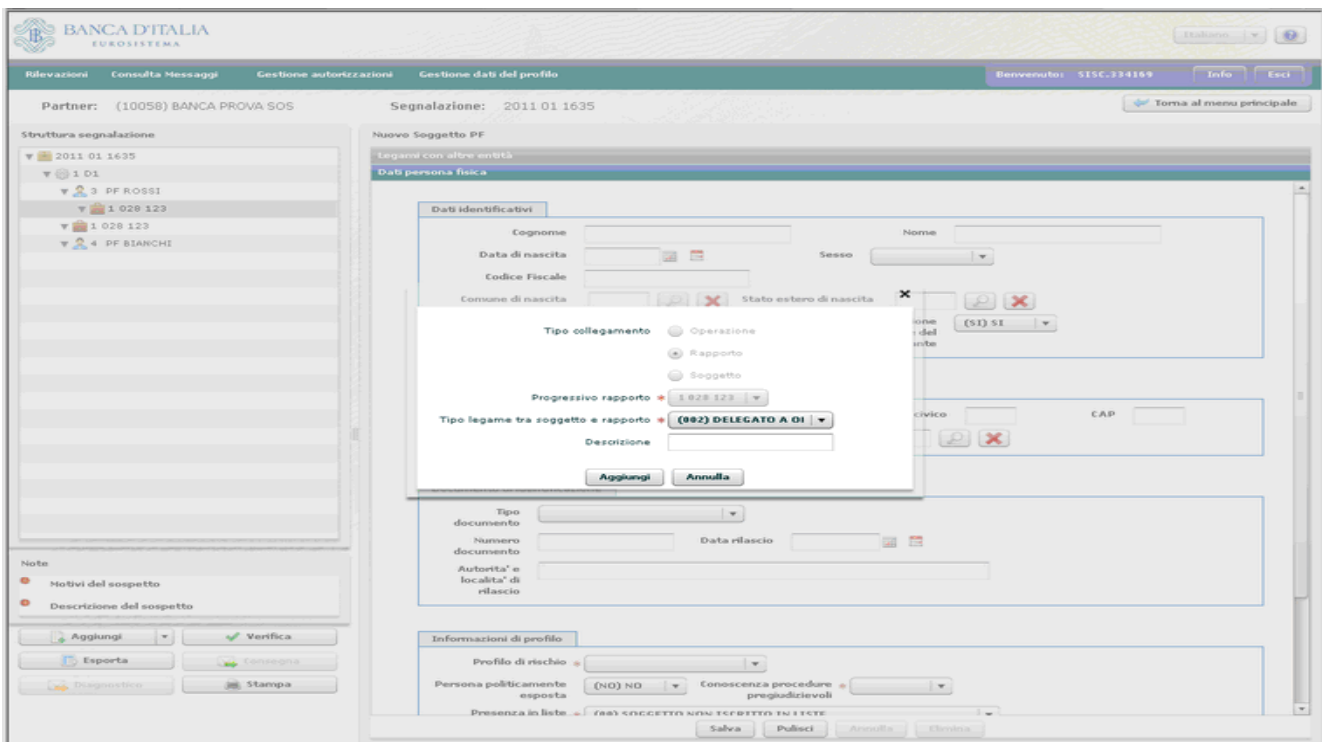 BANCA D'ITALIA
EUROSISTEMA
Italiano
Rilevazioni Consulta Messaggi Gestione autorizzazioni Gestione dati del profilo Benvenuto: SISC.334169 Info Esci
Partner: (10058) BANCA PROVA SOS Segnalazione: 2011 01 1635 Torna al menu principale
Struttura segnalazione
2011 01 1635
1 D1
3 PF ROSSI
1 028 123
1 028 123
4 PF BIANCHI
Note
Motivi del sospetto
Descrizione del sospetto
Aggiungi Verifica
Esporta Consegna
Diagnostico Stampa
Nuovo Soggetto PF
Legami con altre entità
Dati persona fisica
Dati identificativi
Cognome Nome
Data di nascita Sesso
Codice Fiscale
Comune di nascita Stato estero di nascita
(SI) SI
del
Tipo collegamento Operazione
Rapporto
Soggetto
Progressivo rapporto * 1 028 123
Tipo legame tra soggetto e rapporto * (002) DELEGATO A OI
Descrizione
Aggiungi Annulla
civico CAP
Tipo documento
Numero documento Data rilascio
Autorita' e
localita' di
rilascio
Informazioni di profilo
Profilo di rischio *
Persona politicamente esposta (NO) NO Conoscenza procedure pregiudizievoli *
Presenza in liste * (00) SOGGETTO NON ISCRITTO IN LISTE
Salva Pulisci Annulla Elimina